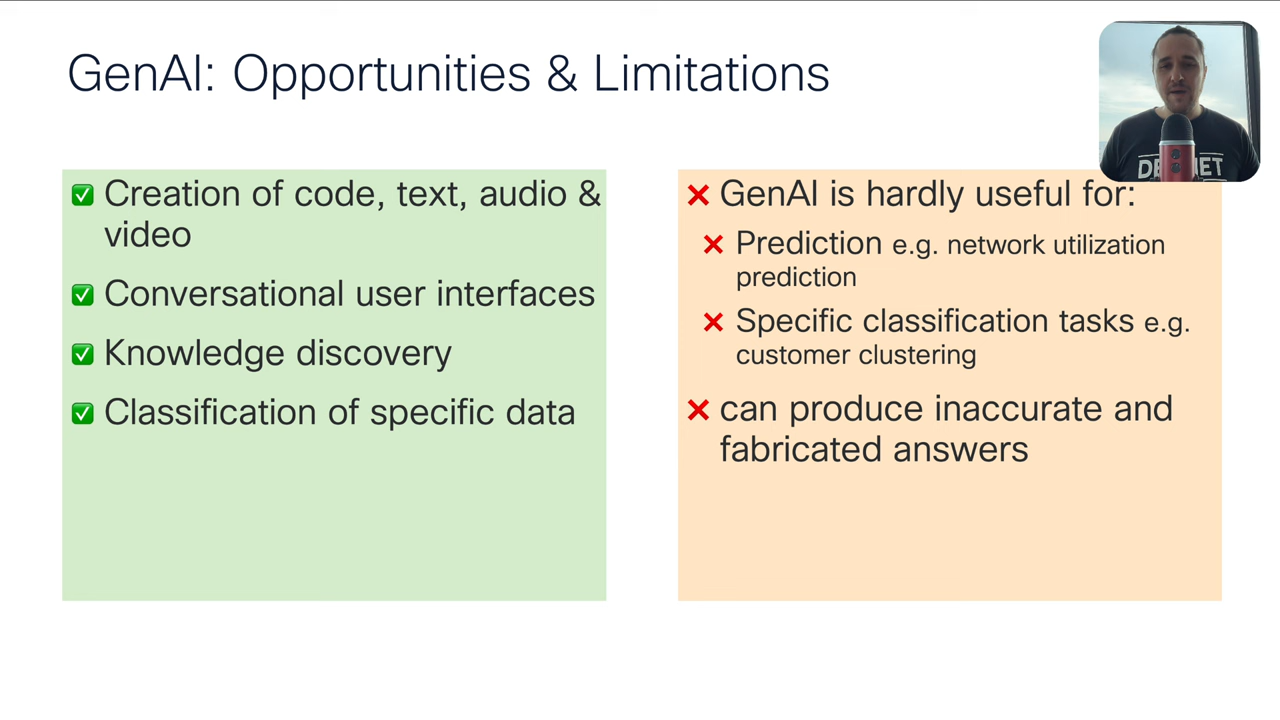 GenAI: Opportunities & Limitations
✅ Creation of code, text, audio &
video
✅ Conversational user interfaces
✅ Knowledge discovery
✅ Classification of specific data
❌ GenAI is hardly useful for:
❌ Prediction e.g. network utilization
prediction
❌ Specific classification tasks e.g.
customer clustering
❌ can produce inaccurate and
fabricated answers